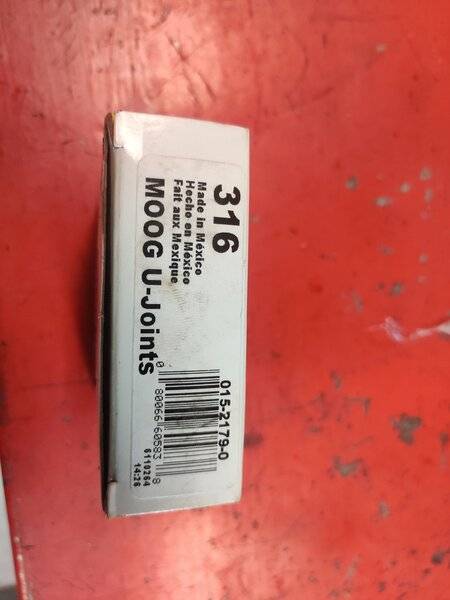 316
Made in México
Hecho en México
Fait aux Mexique
MOOG U-Joints
015-2179-0
0 80066 60583 8
6110264
14:26